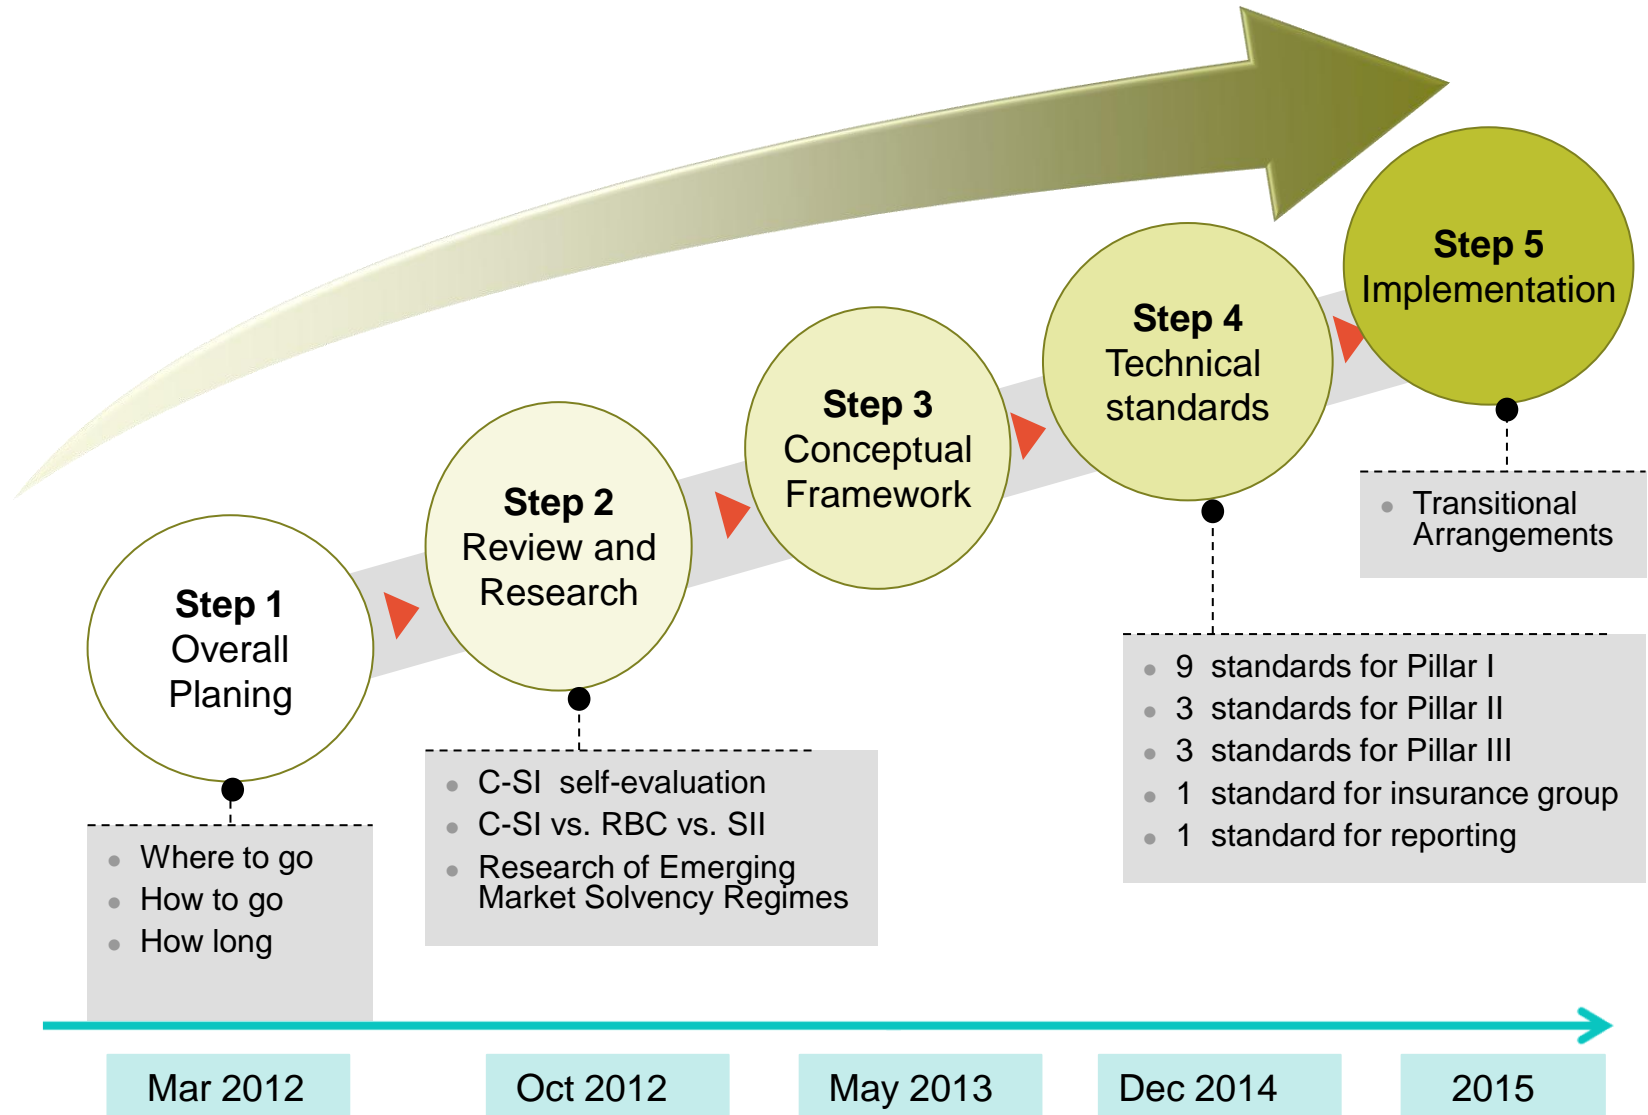 Step 1
Overall
Planing
Where to go
How to go
How long
Step 2
Review and
Research
C-SI self-evaluation
C-SI vs. RBC vs. SII
Research of Emerging
Market Solvency Regimes
Step 3
Conceptual
Framework
Step 4
Technical
standards
9 standards for Pillar I
3 standards for Pillar II
3 standards for Pillar III
1 standard for insurance group
1 standard for reporting
Step 5
Implementation
Transitional
Arrangements
Mar 2012
Oct 2012
May 2013
Dec 2014
2015